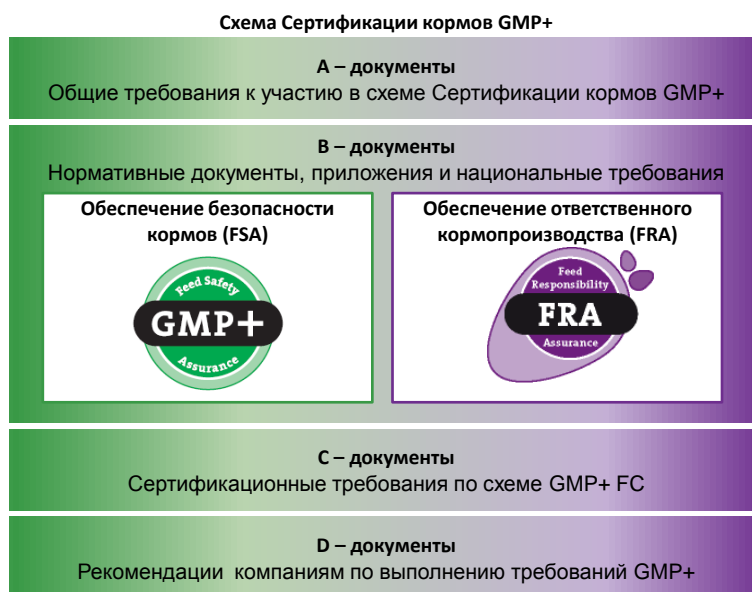 Схема Сертификации кормов GMP+
А – документы
Общие требования к участию в схеме Сертификации кормов GMP+
В – документы
Нормативные документы, приложения и национальные требования
Обеспечение безопасности
кормов (FSA)
Feed Safety
GMP+
Assurance
Обеспечение ответственного
кормопроизводства (FRA)
Feed
Responsibility
FRA
Assurance
С – документы
Сертификационные требования по схеме GMP+ FC
D – документы
Рекомендации  компаниям по выполнению требований GMP+